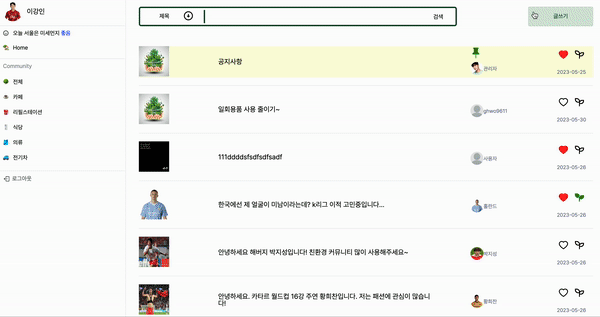 이강인
오늘 서울은 미세먼지 좋음
Home
Community
전체
카페
리필스테이션
식당
의류
전기차
로그아웃
제목
검색
글쓰기
공지사항
관리자
2023-05-25
일회용품 사용 줄이기~
ghwo9611
2023-05-30
111ddddsfsdfsdfsadf
사용자
2023-05-26
한국에선 제 얼굴이 미남이라는데? k리그 이적 고민중입니다...
홀란드
2023-05-26
안녕하세요 해버지 박지성입니다! 친환경 커뮤니티 많이 사용해주세요~
박지성
2023-05-26
안녕하세요. 카타르 월드컵 16강 주연 황희찬입니다. 저는 패션에 관심이 많습니
다!
황희찬
2023-05-26